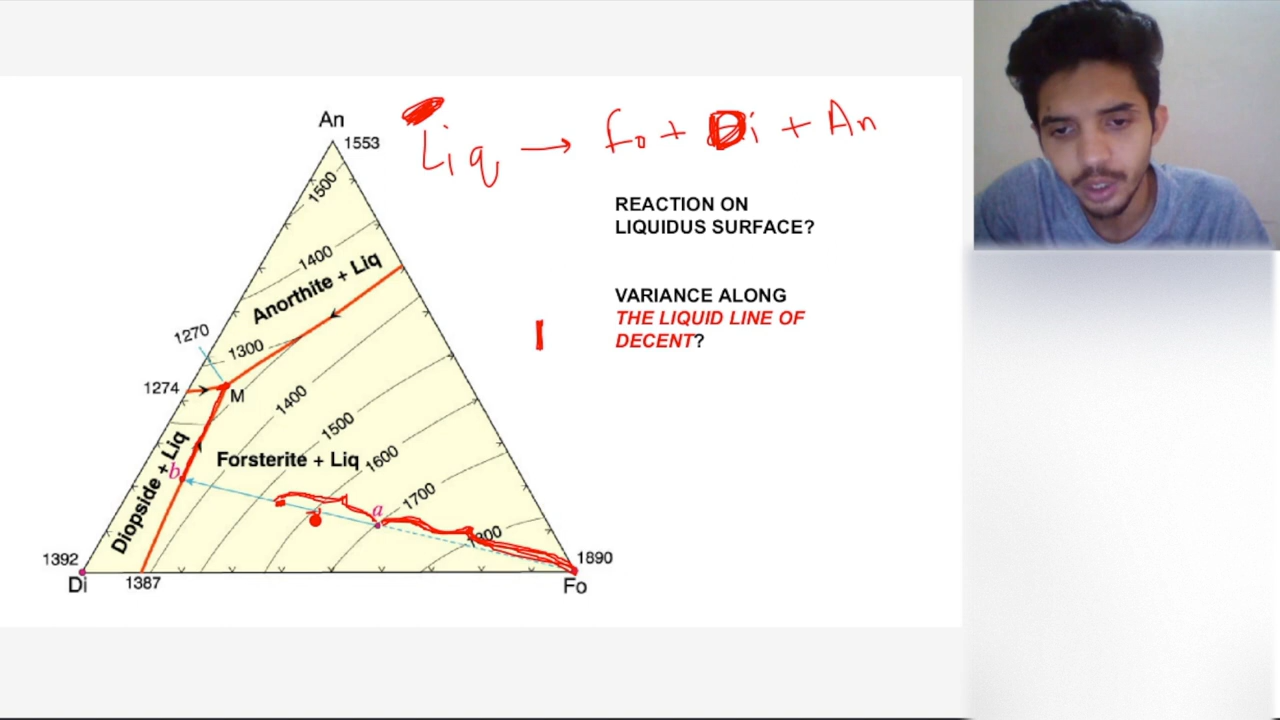 An
1553
Liq → Fo + Di + An
1500
REACTION ON
LIQUIDUS SURFACE?
1400
Anorthite + Liq
VARIANCE ALONG
THE LIQUID LINE OF
DECENT?
1270
1300
1274
M
1400
1500
Diopside + Liq
b
Forsterite + Liq
1600
1700
a
1800
1392
Di
1387
1890
Fo